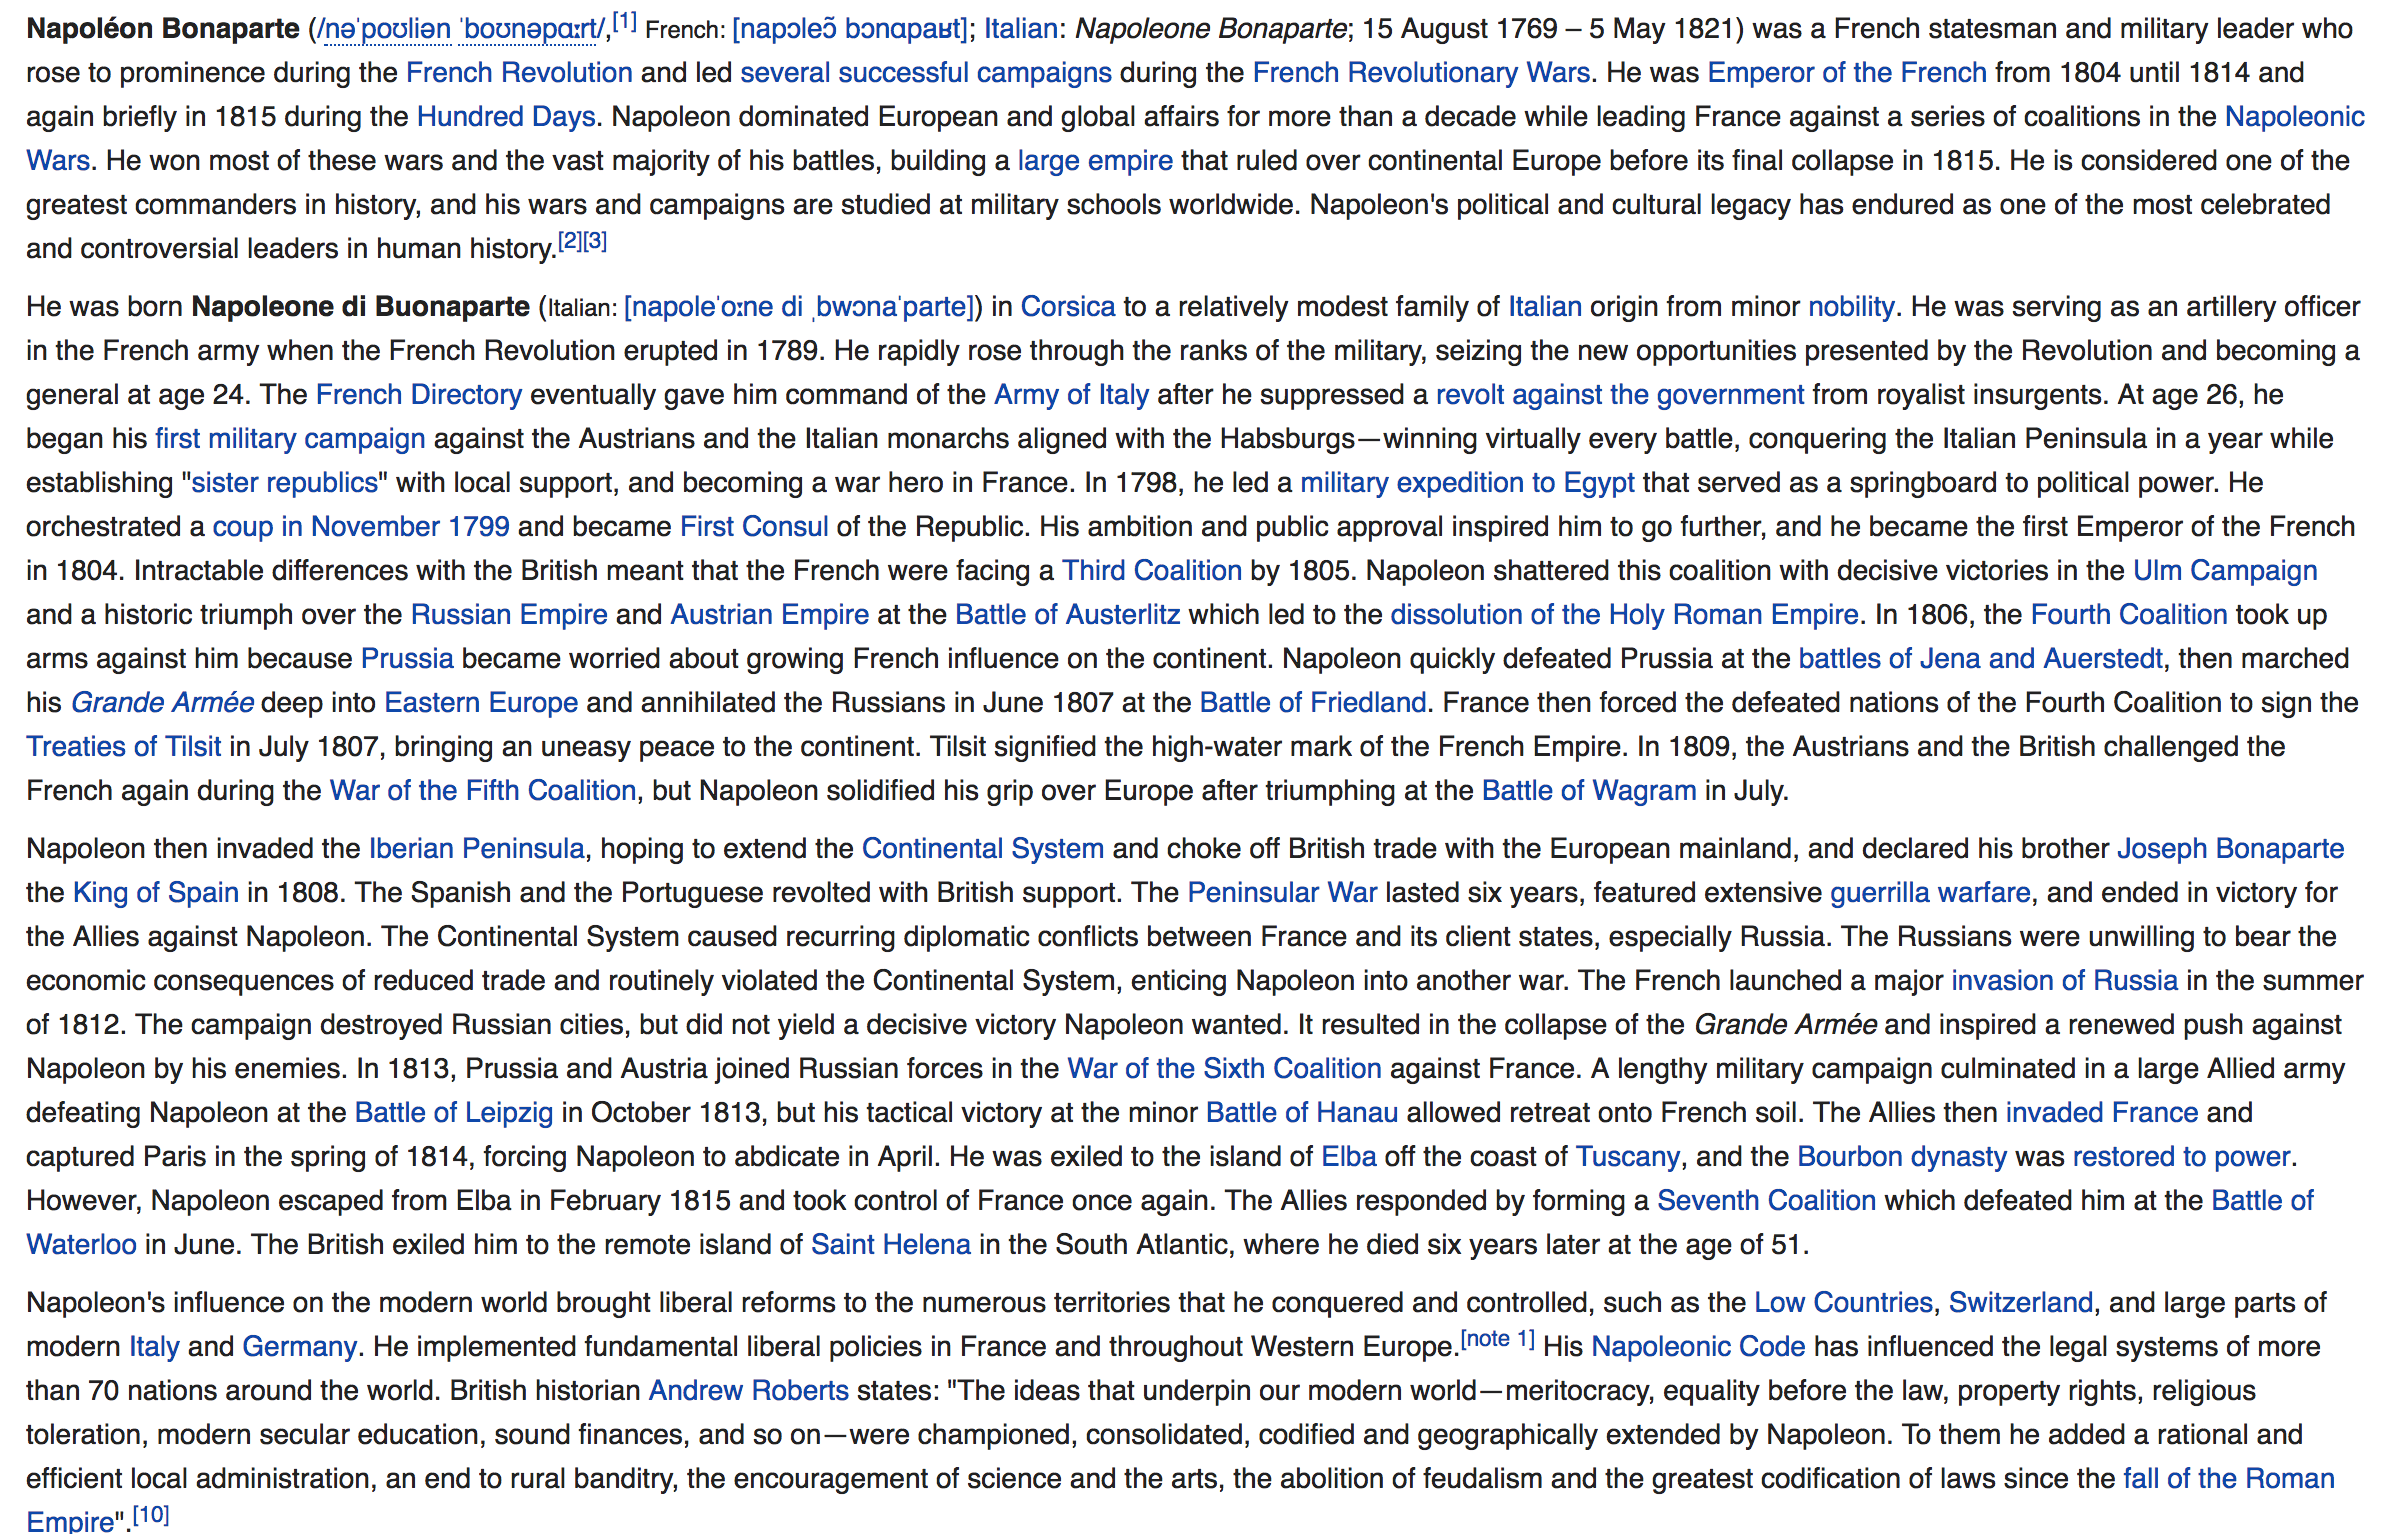 Napoléon Bonaparte (/nəˈpoʊliən ˈboʊnəpɑːrt/,[1] French: [napɔleɔ̃ bɔnɑpaʁt]; Italian: Napoleone Bonaparte; 15 August 1769 – 5 May 1821) was a French statesman and military leader who
rose to prominence during the French Revolution and led several successful campaigns during the French Revolutionary Wars. He was Emperor of the French from 1804 until 1814 and
again briefly in 1815 during the Hundred Days. Napoleon dominated European and global affairs for more than a decade while leading France against a series of coalitions in the Napoleonic
Wars. He won most of these wars and the vast majority of his battles, building a large empire that ruled over continental Europe before its final collapse in 1815. He is considered one of the
greatest commanders in history, and his wars and campaigns are studied at military schools worldwide. Napoleon's political and cultural legacy has endured as one of the most celebrated
and controversial leaders in human history.[2][3]
He was born Napoleone di Buonaparte (Italian: [napoleˈoːne di ˌbwɔnaˈparte]) in Corsica to a relatively modest family of Italian origin from minor nobility. He was serving as an artillery officer
in the French army when the French Revolution erupted in 1789. He rapidly rose through the ranks of the military, seizing the new opportunities presented by the Revolution and becoming a
general at age 24. The French Directory eventually gave him command of the Army of Italy after he suppressed a revolt against the government from royalist insurgents. At age 26, he
began his first military campaign against the Austrians and the Italian monarchs aligned with the Habsburgs—winning virtually every battle, conquering the Italian Peninsula in a year while
establishing "sister republics" with local support, and becoming a war hero in France. In 1798, he led a military expedition to Egypt that served as a springboard to political power. He
orchestrated a coup in November 1799 and became First Consul of the Republic. His ambition and public approval inspired him to go further, and he became the first Emperor of the French
in 1804. Intractable differences with the British meant that the French were facing a Third Coalition by 1805. Napoleon shattered this coalition with decisive victories in the Ulm Campaign
and a historic triumph over the Russian Empire and Austrian Empire at the Battle of Austerlitz which led to the dissolution of the Holy Roman Empire. In 1806, the Fourth Coalition took up
arms against him because Prussia became worried about growing French influence on the continent. Napoleon quickly defeated Prussia at the battles of Jena and Auerstedt, then marched
his Grande Armée deep into Eastern Europe and annihilated the Russians in June 1807 at the Battle of Friedland. France then forced the defeated nations of the Fourth Coalition to sign the
Treaties of Tilsit in July 1807, bringing an uneasy peace to the continent. Tilsit signified the high-water mark of the French Empire. In 1809, the Austrians and the British challenged the
French again during the War of the Fifth Coalition, but Napoleon solidified his grip over Europe after triumphing at the Battle of Wagram in July.
Napoleon then invaded the Iberian Peninsula, hoping to extend the Continental System and choke off British trade with the European mainland, and declared his brother Joseph Bonaparte
the King of Spain in 1808. The Spanish and the Portuguese revolted with British support. The Peninsular War lasted six years, featured extensive guerrilla warfare, and ended in victory for
the Allies against Napoleon. The Continental System caused recurring diplomatic conflicts between France and its client states, especially Russia. The Russians were unwilling to bear the
economic consequences of reduced trade and routinely violated the Continental System, enticing Napoleon into another war. The French launched a major invasion of Russia in the summer
of 1812. The campaign destroyed Russian cities, but did not yield a decisive victory Napoleon wanted. It resulted in the collapse of the Grande Armée and inspired a renewed push against
Napoleon by his enemies. In 1813, Prussia and Austria joined Russian forces in the War of the Sixth Coalition against France. A lengthy military campaign culminated in a large Allied army
defeating Napoleon at the Battle of Leipzig in October 1813, but his tactical victory at the minor Battle of Hanau allowed retreat onto French soil. The Allies then invaded France and
captured Paris in the spring of 1814, forcing Napoleon to abdicate in April. He was exiled to the island of Elba off the coast of Tuscany, and the Bourbon dynasty was restored to power.
However, Napoleon escaped from Elba in February 1815 and took control of France once again. The Allies responded by forming a Seventh Coalition which defeated him at the Battle of
Waterloo in June. The British exiled him to the remote island of Saint Helena in the South Atlantic, where he died six years later at the age of 51.
Napoleon's influence on the modern world brought liberal reforms to the numerous territories that he conquered and controlled, such as the Low Countries, Switzerland, and large parts of
modern Italy and Germany. He implemented fundamental liberal policies in France and throughout Western Europe.[note 1] His Napoleonic Code has influenced the legal systems of more
than 70 nations around the world. British historian Andrew Roberts states: "The ideas that underpin our modern world—meritocracy, equality before the law, property rights, religious
toleration, modern secular education, sound finances, and so on—were championed, consolidated, codified and geographically extended by Napoleon. To them he added a rational and
efficient local administration, an end to rural banditry, the encouragement of science and the arts, the abolition of feudalism and the greatest codification of laws since the fall of the Roman
Empire".[10]